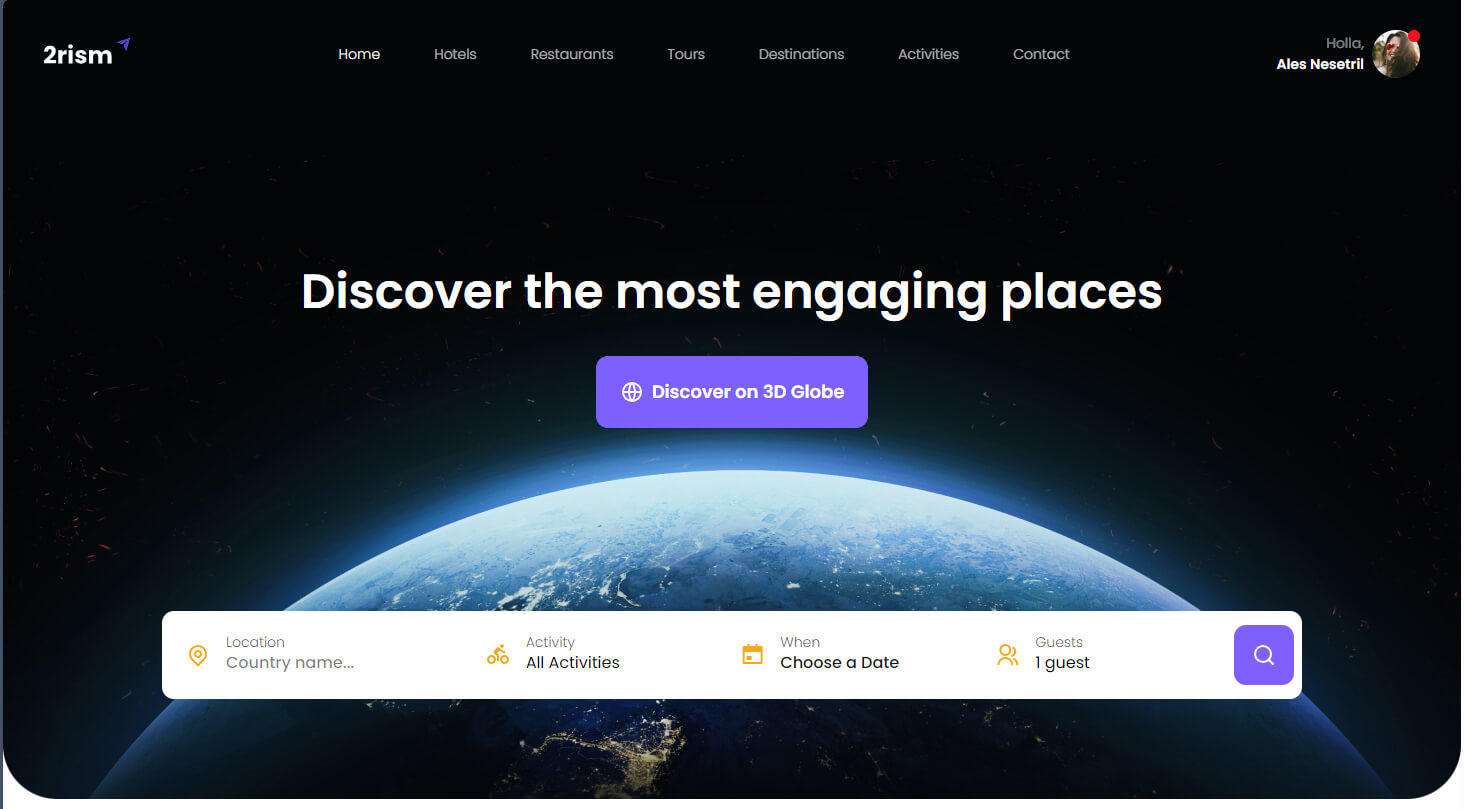 2rism
Home Hotels Restaurants Tours Destinations Activities Contact
Holla,
Ales Nesetril
Discover the most engaging places
Discover on 3D Globe
Location
Country name...
Activity
All Activities
When
Choose a Date
Guests
1 guest